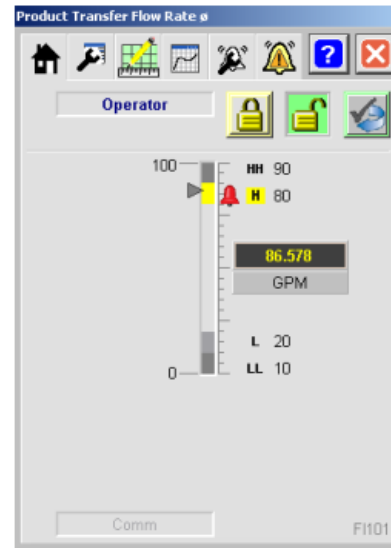 Product Transfer Flow Rate ø
?
Operator
100
HH 90
H 80
86.578
GPM
L 20
LL 10
0
Comm
FI101